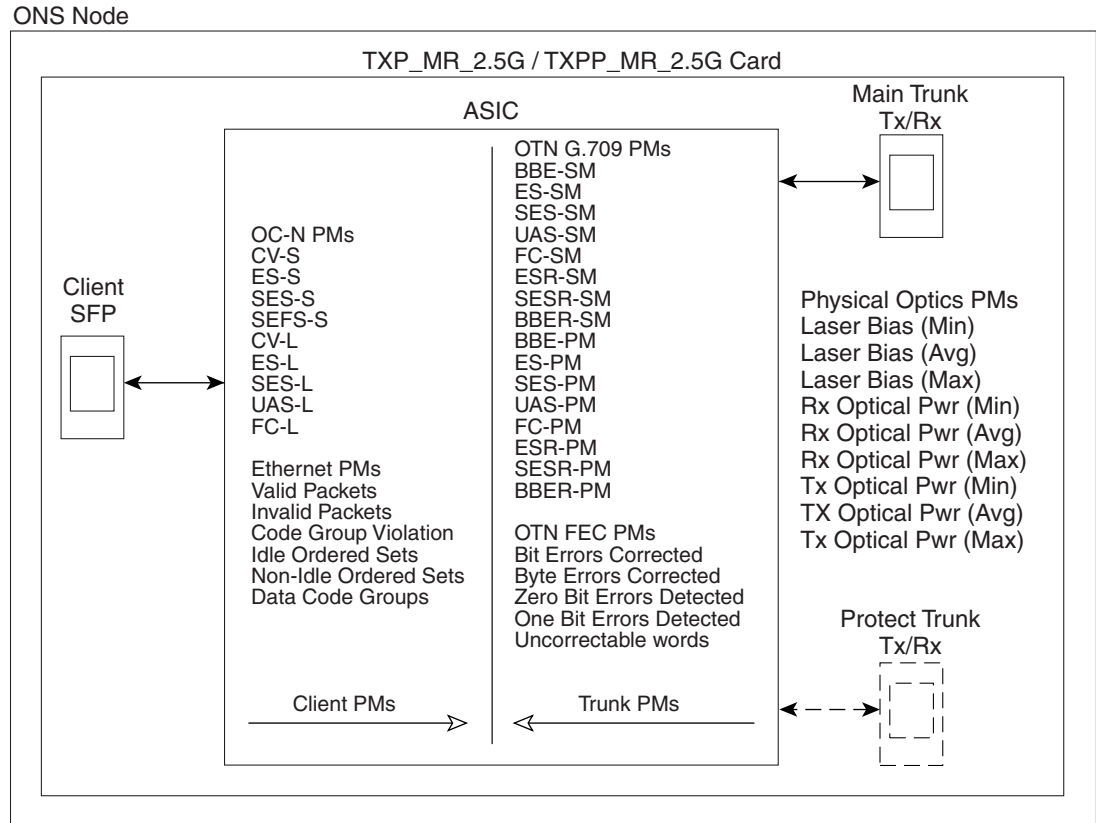 ONS Node
TXP_MR_2.5G / TXPP_MR_2.5G Card
ASIC
Client
SFP
OC-N PMs
CV-S
ES-S
SES-S
SEFS-S
CV-L
ES-L
SES-L
UAS-L
FC-L
Ethernet PMs
Valid Packets
Invalid Packets
Code Group Violation
Idle Ordered Sets
Non-Idle Ordered Sets
Data Code Groups
Client PMs
OTN G.709 PMs
BBE-SM
ES-SM
SES-SM
UAS-SM
FC-SM
ESR-SM
SESR-SM
BBER-SM
BBE-PM
ES-PM
SES-PM
UAS-PM
FC-PM
ESR-PM
SESR-PM
BBER-PM
OTN FEC PMs
Bit Errors Corrected
Byte Errors Corrected
Zero Bit Errors Detected
One Bit Errors Detected
Uncorrectable words
Trunk PMs
Main Trunk
Tx/Rx
Physical Optics PMs
Laser Bias (Min)
Laser Bias (Avg)
Laser Bias (Max)
Rx Optical Pwr (Min)
Rx Optical Pwr (Avg)
Rx Optical Pwr (Max)
Tx Optical Pwr (Min)
TX Optical Pwr (Avg)
Tx Optical Pwr (Max)
Protect Trunk
Tx/Rx